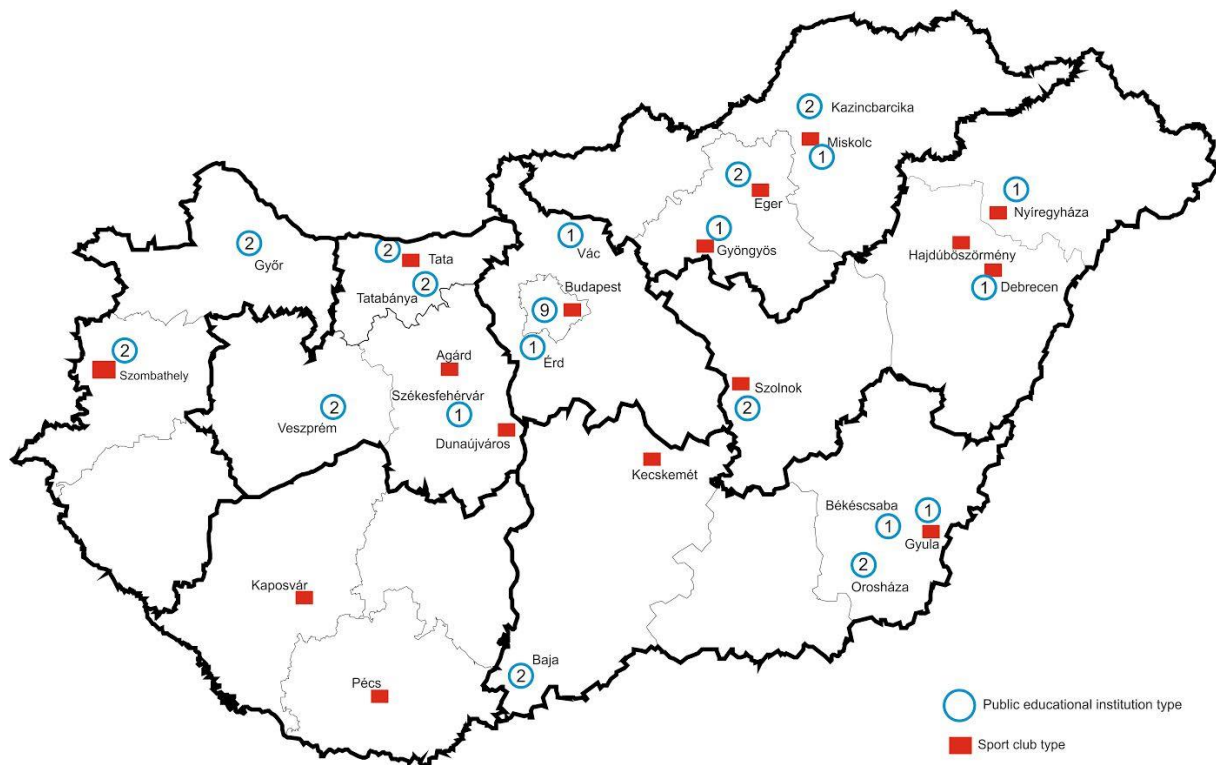 2
Kazincbarcika
Miskolc
1
2
Eger
1
Nyíregyháza
1
Gyöngyös
1
Vác
Hajdúböszörmény
1
Debrecen
2
Győr
2
Tata
2
Tatabánya
Budapest
9
1
Érd
2
Szombathely
Agárd
Székesfehérvár
1
Dunaújváros
2
Veszprém
Szolnok
2
Kecskemét
Békéscsaba
1
1
Gyula
2
Orosháza
Kaposvár
Pécs
Baja
2
Public educational institution type
Sport club type